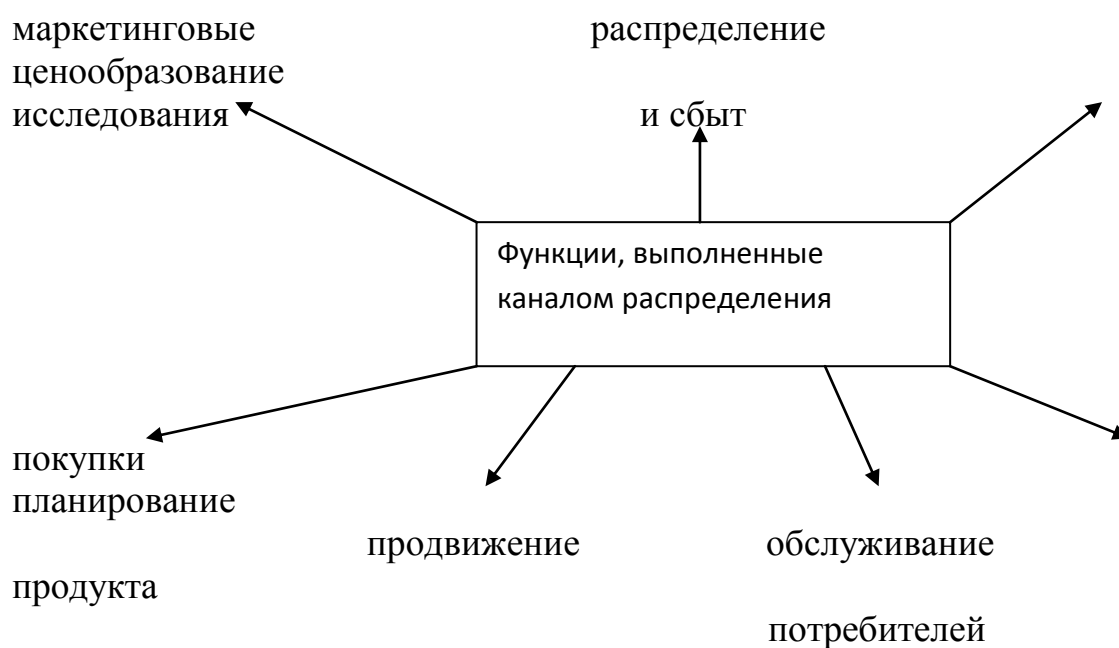 маркетинговые распределение
ценообразование
исследования и сбыт
Функции, выполненные
каналом распределения
покупки
планирование
продвижение обслуживание
продукта
потребителей